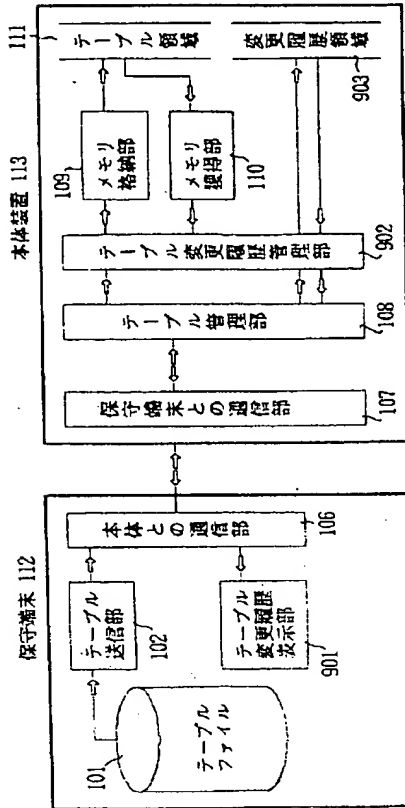 保守端末 112
101
テーブル
ファイル
テーブル
送信部
102
テーブル
変更履歴
表示部
901
本体との通信部
106
本体装置 113
保守端末との通信部
107
テーブル管理部
108
テーブル変更履歴管理部
902
109
メモリ
格納部
メモリ
獲得部
110
111
テーブル領域
変更履歴領域
903